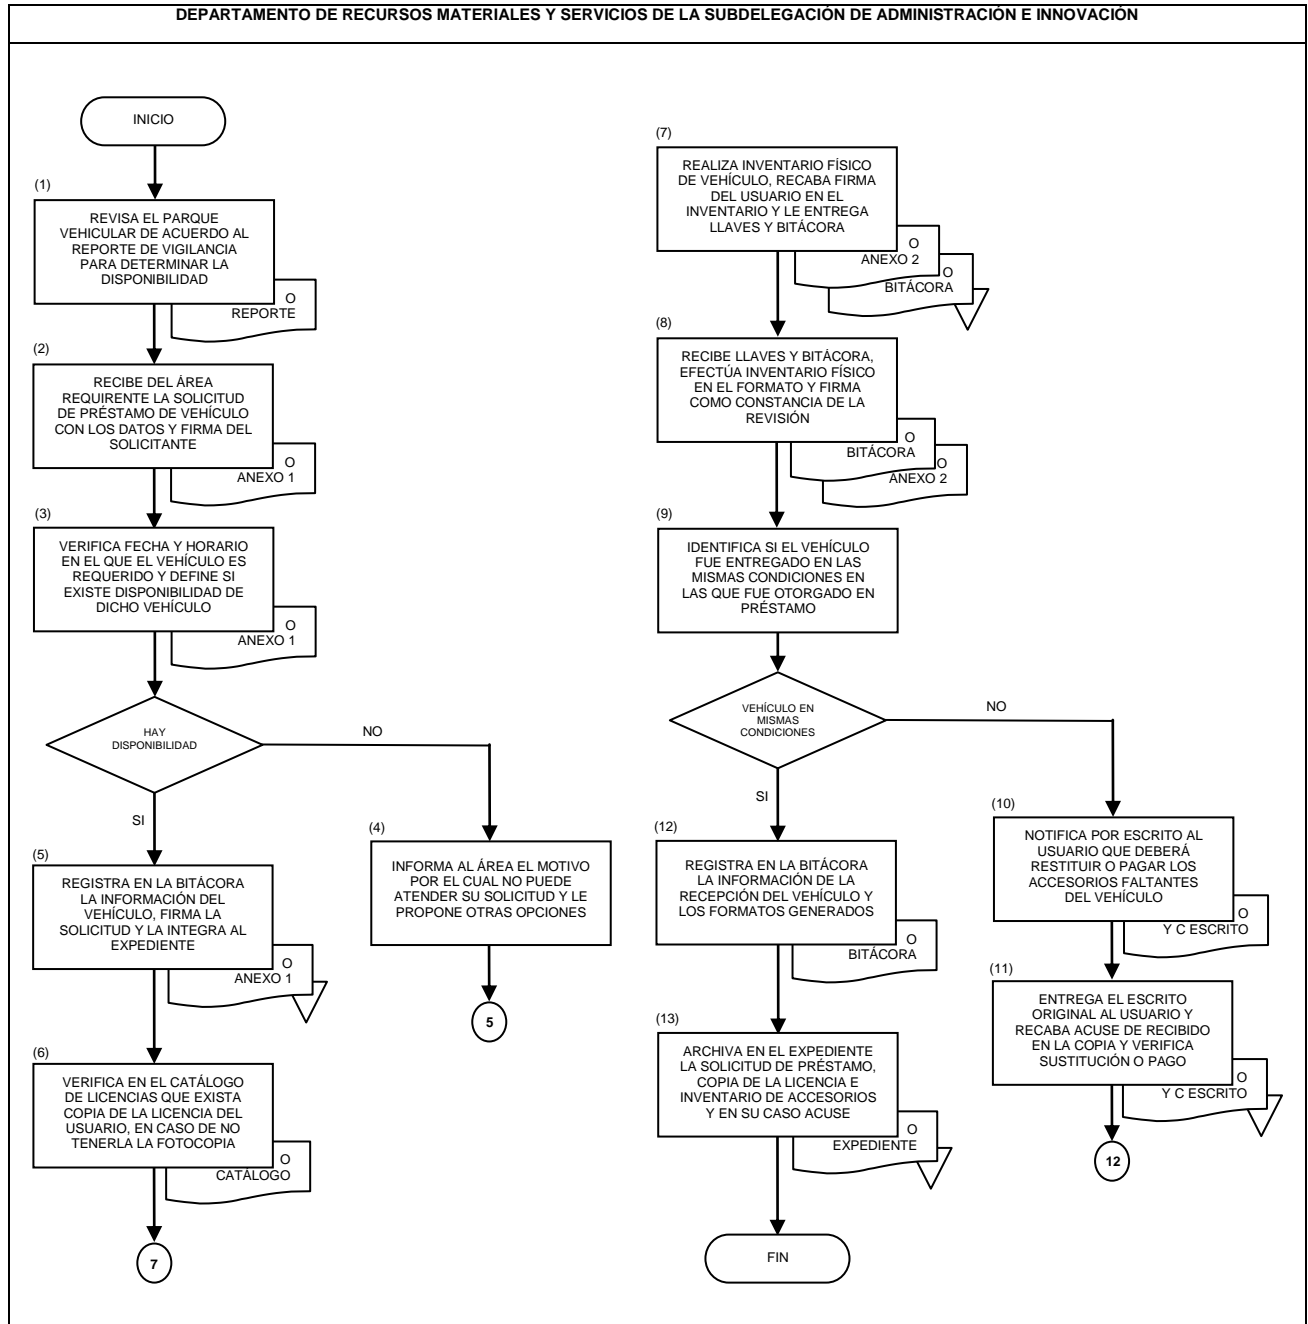 DEPARTAMENTO DE RECURSOS MATERIALES Y SERVICIOS DE LA SUBDELEGACIÓN DE ADMINISTRACIÓN E INNOVACIÓN
INICIO
(1)
REVISA EL PARQUE
VEHICULAR DE ACUERDO AL
REPORTE DE VIGILANCIA
PARA DETERMINAR LA
DISPONIBILIDAD
O
REPORTE
(2)
RECIBE DEL ÁREA
REQUIRENTE LA SOLICITUD
DE PRÉSTAMO DE VEHÍCULO
CON LOS DATOS Y FIRMA DEL
SOLICITANTE
O
ANEXO 1
(3)
VERIFICA FECHA Y HORARIO
EN EL QUE EL VEHÍCULO ES
REQUERIDO Y DEFINE SI
EXISTE DISPONIBILIDAD DE
DICHO VEHÍCULO
O
ANEXO 1
HAY
DISPONIBILIDAD
NO
SI
(4)
INFORMA AL ÁREA EL MOTIVO
POR EL CUAL NO PUEDE
ATENDER SU SOLICITUD Y LE
PROPONE OTRAS OPCIONES
5
(5)
REGISTRA EN LA BITÁCORA
LA INFORMACIÓN DEL
VEHÍCULO, FIRMA LA
SOLICITUD Y LA INTEGRA AL
EXPEDIENTE
O
ANEXO 1
(6)
VERIFICA EN EL CATÁLOGO
DE LICENCIAS QUE EXISTA
COPIA DE LA LICENCIA DEL
USUARIO, EN CASO DE NO
TENERLA LA FOTOCOPIA
O
CATÁLOGO
7
(7)
REALIZA INVENTARIO FÍSICO
DE VEHÍCULO, RECABA FIRMA
DEL USUARIO EN EL
INVENTARIO Y LE ENTREGA
LLAVES Y BITÁCORA
O
ANEXO 2
O
BITÁCORA
(8)
RECIBE LLAVES Y BITÁCORA,
EFECTÚA INVENTARIO FÍSICO
EN EL FORMATO Y FIRMA
COMO CONSTANCIA DE LA
REVISIÓN
O
BITÁCORA
O
ANEXO 2
(9)
IDENTIFICA SI EL VEHÍCULO
FUE ENTREGADO EN LAS
MISMAS CONDICIONES EN
LAS QUE FUE OTORGADO EN
PRÉSTAMO
VEHÍCULO EN
MISMAS
CONDICIONES
NO
SI
(10)
NOTIFICA POR ESCRITO AL
USUARIO QUE DEBERÁ
RESTITUIR O PAGAR LOS
ACCESORIOS FALTANTES
DEL VEHÍCULO
O
Y C ESCRITO
(11)
ENTREGA EL ESCRITO
ORIGINAL AL USUARIO Y
RECABA ACUSE DE RECIBIDO
EN LA COPIA Y VERIFICA
SUSTITUCIÓN O PAGO
O
Y C ESCRITO
12
(12)
REGISTRA EN LA BITÁCORA
LA INFORMACIÓN DE LA
RECEPCIÓN DEL VEHÍCULO Y
LOS FORMATOS GENERADOS
O
BITÁCORA
(13)
ARCHIVA EN EL EXPEDIENTE
LA SOLICITUD DE PRÉSTAMO,
COPIA DE LA LICENCIA E
INVENTARIO DE ACCESORIOS
Y EN SU CASO ACUSE
O
EXPEDIENTE
FIN